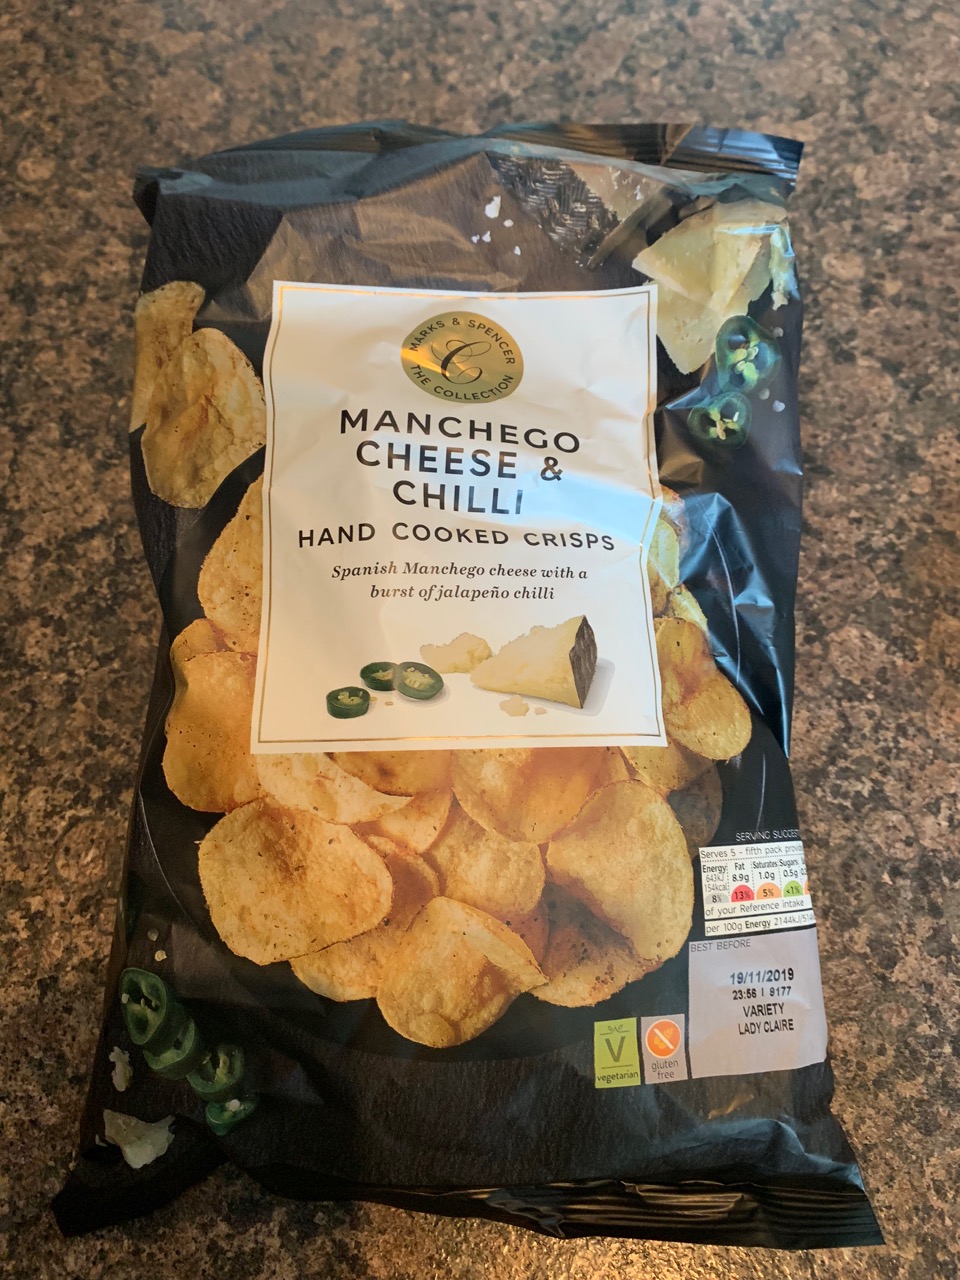 MARKS & SPENCER
THE COLLECTION
MANCHEGO
CHEESE &
CHILLI
HAND COOKED CRISPS
Spanish Manchego cheese with a
burst of jalapeño chilli
SERVING
Serves 5 - fifth pack
Energy Fat Saturates Sugars
643kJ 8.9g 1.0g 0.5g
154kcal
8% 13% 5% <1%
of your Reference intake
per 100g Energy 2144kJ/
BEST BEFORE
19/11/2019
23:56 | 9177
VARIETY
LADY CLAIRE
V
vegetarian
gluten
free